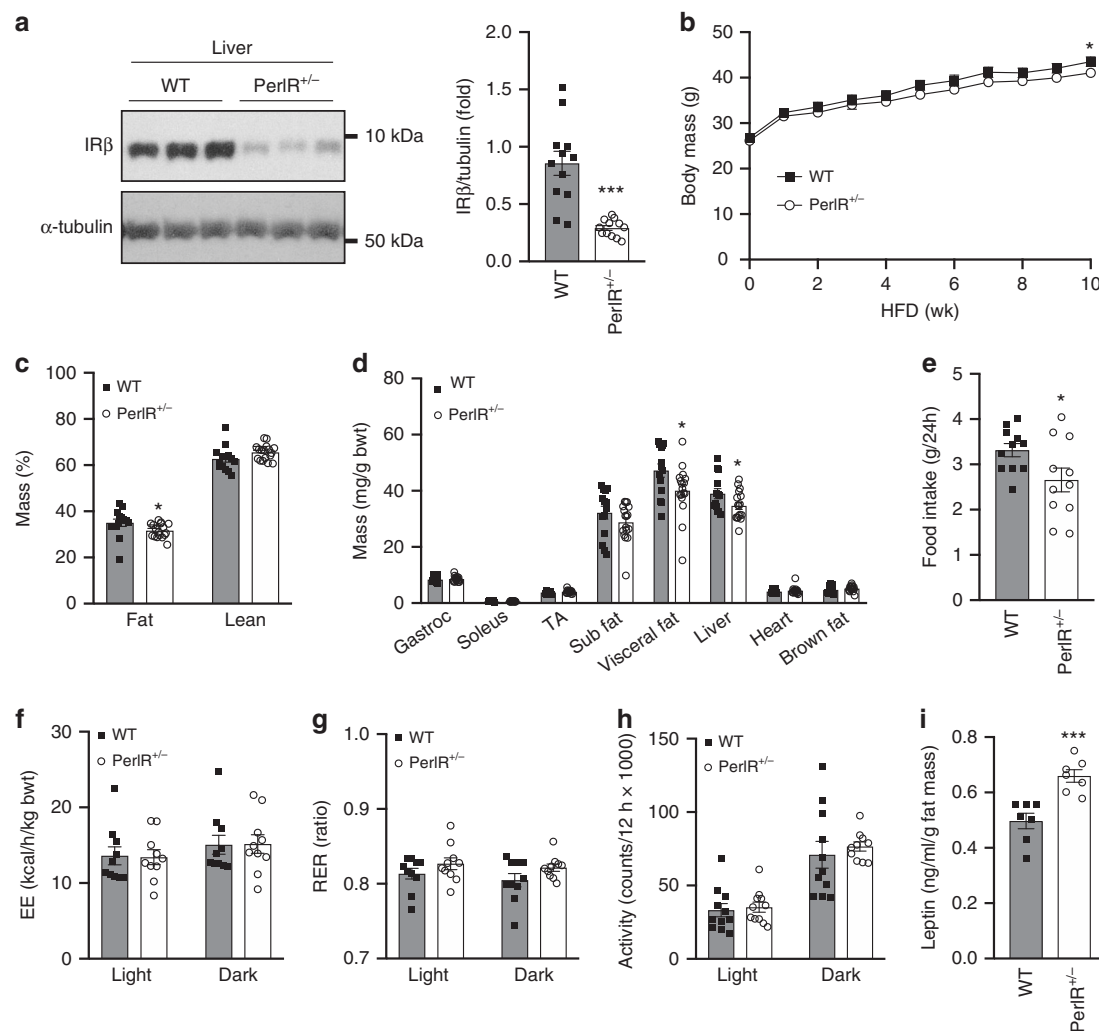 a
Liver
WT PerIR+/–
IRβ
10 kDa
α-tubulin
50 kDa
IRβ/tubulin (fold)
2.0
1.5
1.0
0.5
0.0
***
WT
PerIR+/–
b
Body mass (g)
50
40
30
20
10
0
*
WT
PerIR+/–
0 2 4 6 8 10
HFD (wk)
c
Mass (%)
100
80
60
40
20
0
WT
PerIR+/–
*
Fat Lean
d
Mass (mg/g bwt)
80
60
40
20
0
WT
PerIR+/–
*
*
Gastroc
Soleus
TA
Sub fat
Visceral fat
Liver
Heart
Brown fat
e
Food intake (g/24h)
5
4
3
2
1
0
*
WT
PerIR+/–
f
EE (kcal/h/kg bwt)
30
20
10
0
WT
PerIR+/–
Light Dark
g
RER (ratio)
1.0
0.9
0.8
0.7
WT
PerIR+/–
Light Dark
h
Activity (counts/12 h × 1000)
150
100
50
0
WT
PerIR+/–
Light Dark
i
Leptin (ng/ml/g fat mass)
0.8
0.6
0.4
0.2
0.0
***
WT
PerIR+/–